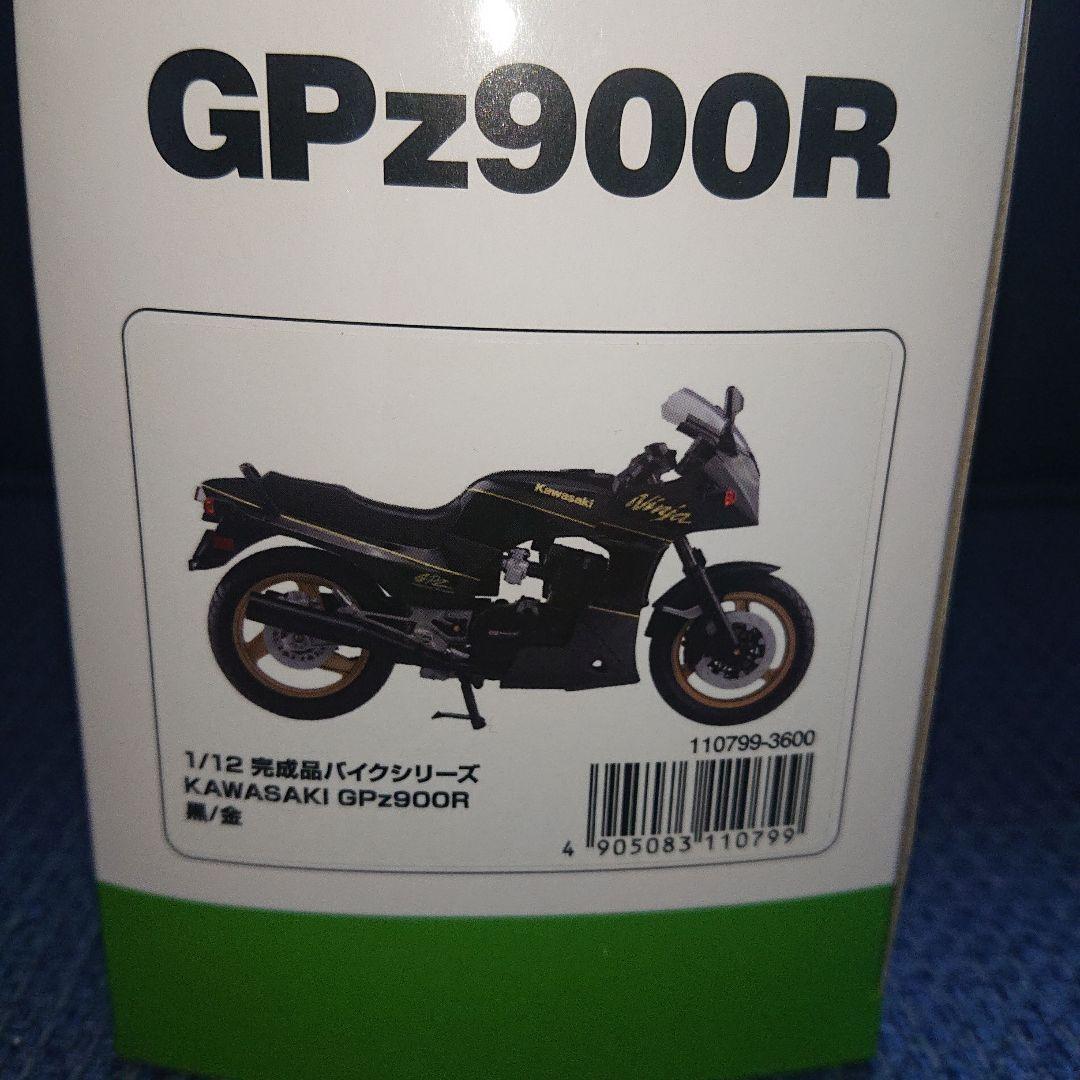 GPz900R
Kawasaki
Ninja
GPZ
110799-3600
1/12 完成品バイクシリーズ
KAWASAKI GPz900R
黒/金
4 905083 110799